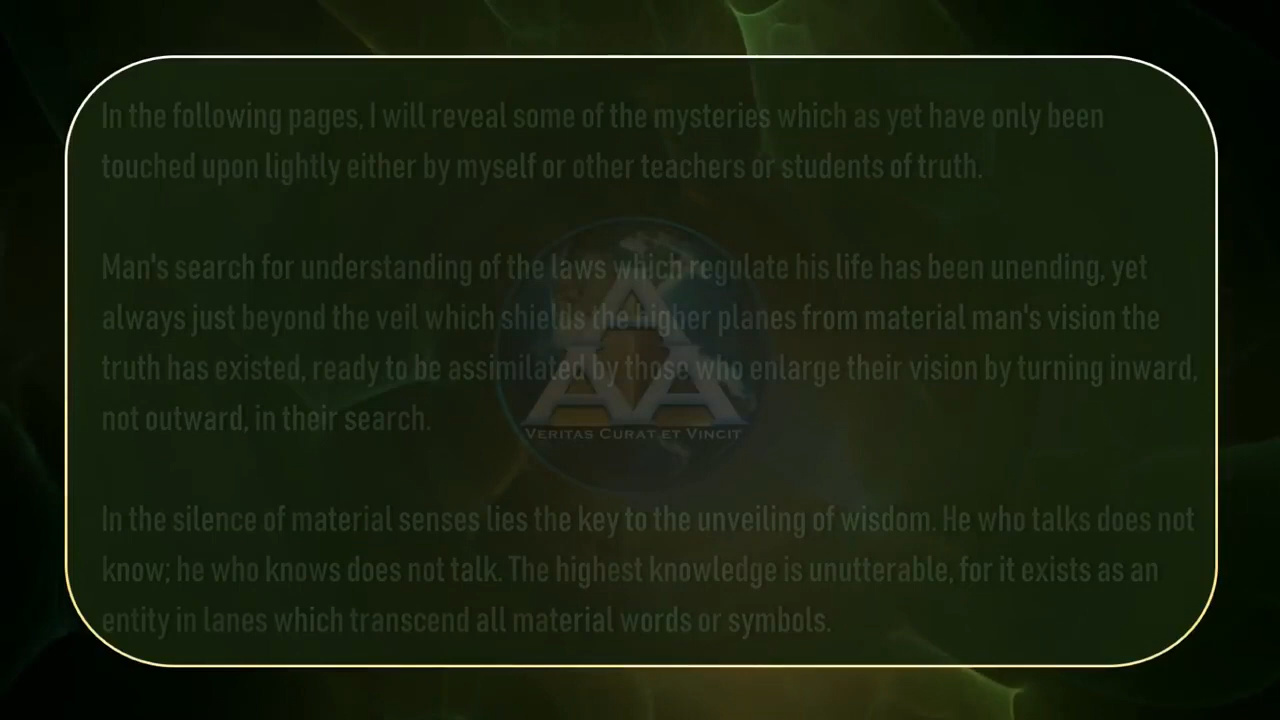 In the following pages, I will reveal some of the mysteries which as yet have only been
touched upon lightly either by myself or other teachers or students of truth.
Man's search for understanding of the laws which regulate his life has been unending, yet
always just beyond the veil which shields the higher planes from material man's vision the
truth has existed, ready to be assimilated by those who enlarge their vision by turning inward,
not outward, in their search.
VERITAS CURAT ET VINCIT
In the silence of material senses lies the key to the unveiling of wisdom. He who talks does not
know; he who knows does not talk. The highest knowledge is unutterable, for it exists as an
entity in lanes which transcend all material words or symbols.